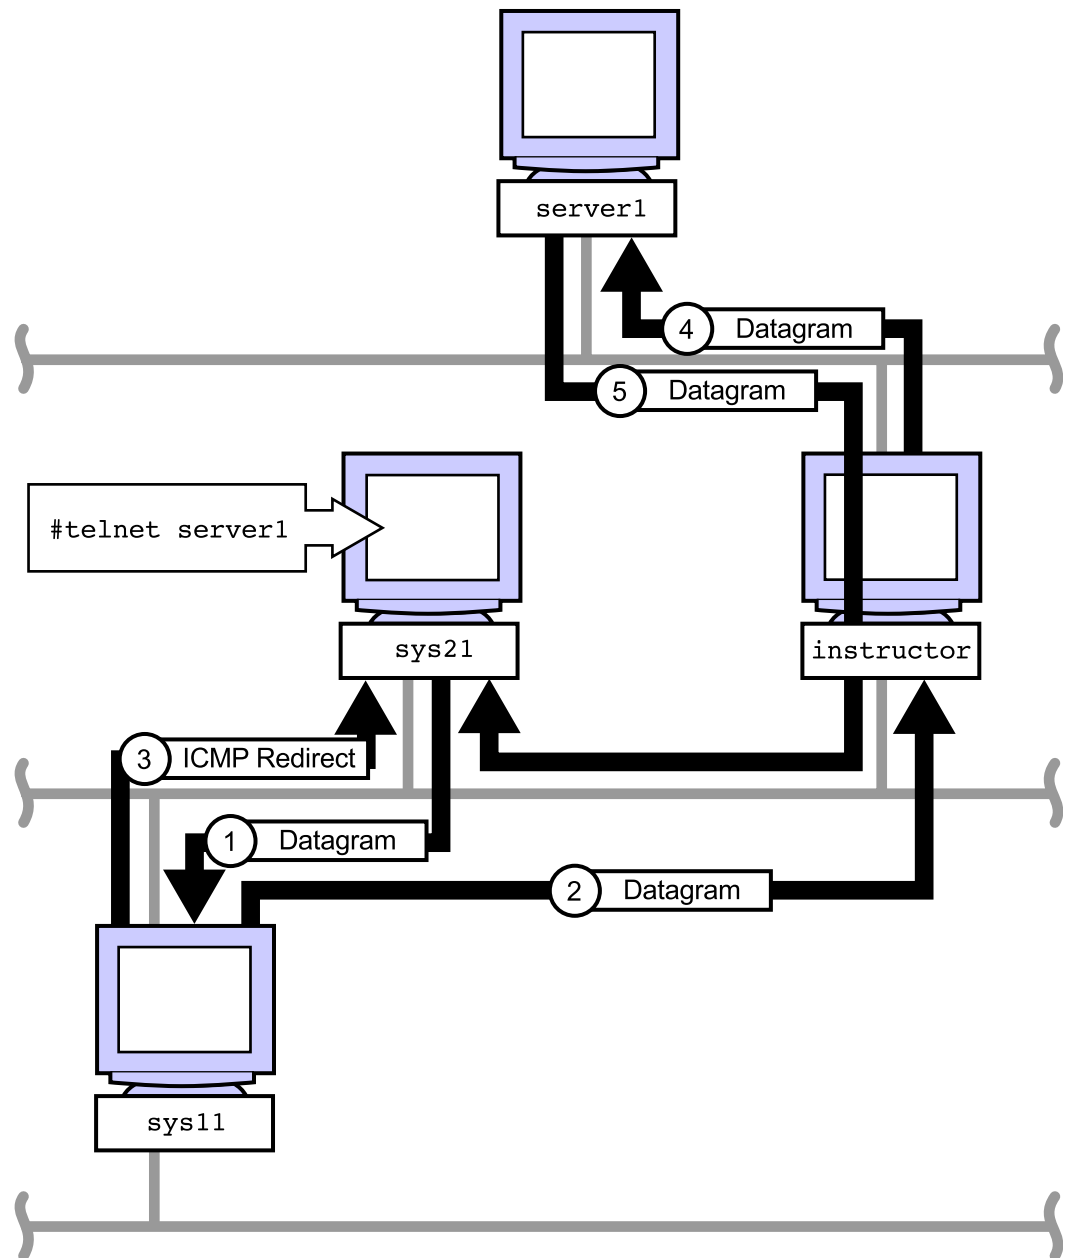 server1
4 Datagram
5 Datagram
#telnet server1
sys21
instructor
3 ICMP Redirect
1 Datagram
2 Datagram
sys11